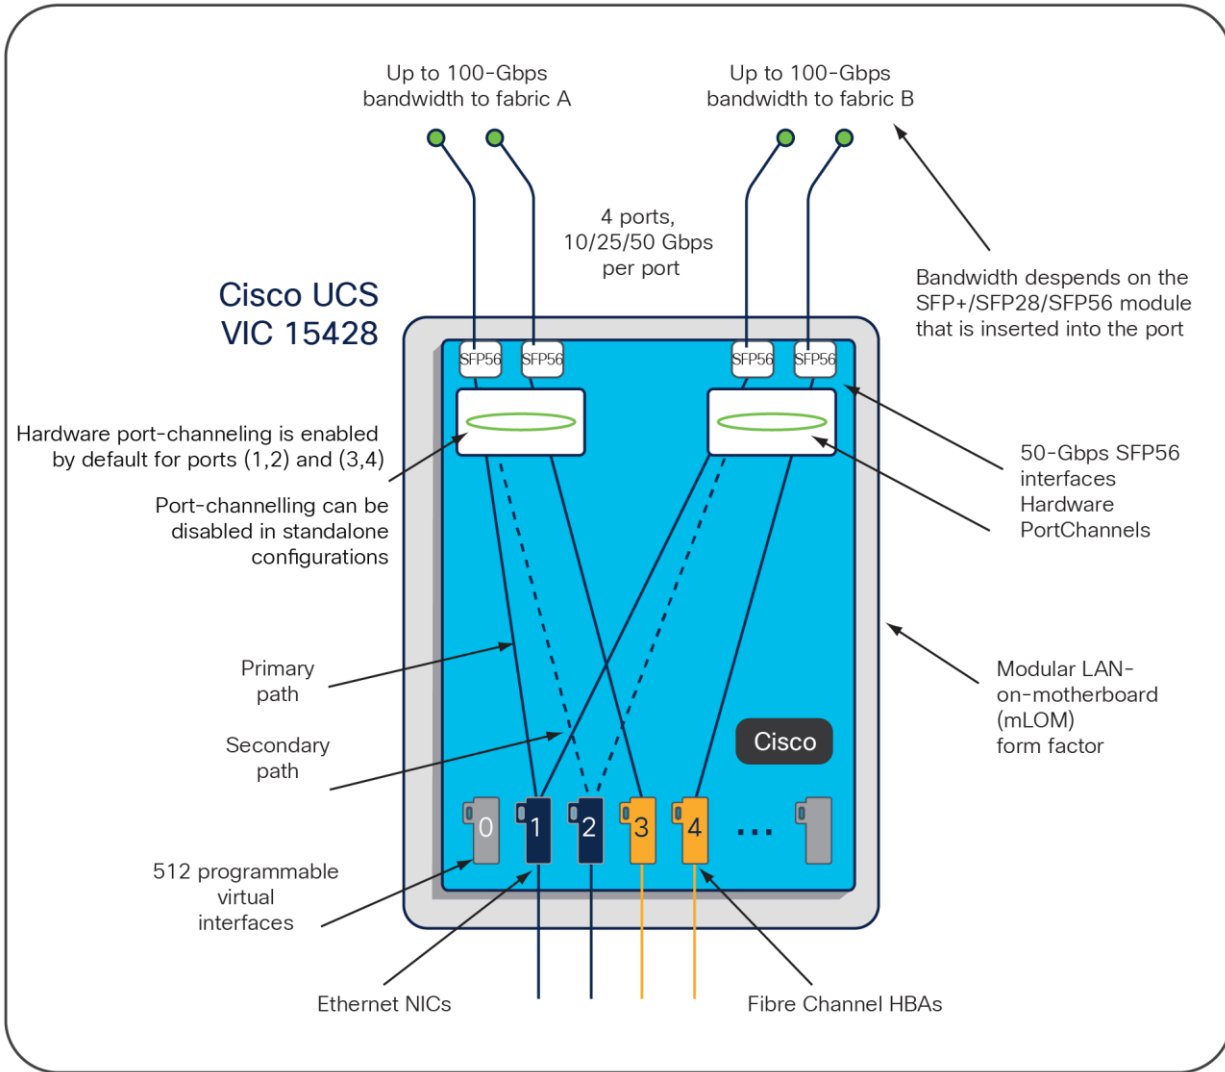 Up to 100-Gbps
bandwidth to fabric A
Up to 100-Gbps
bandwidth to fabric B
4 ports,
10/25/50 Gbps
per port
Bandwidth despends on the
SFP+/SFP28/SFP56 module
that is inserted into the port
Cisco UCS
VIC 15428
SFP56
SFP56
SFP56
SFP56
Hardware port-channeling is enabled
by default for ports (1,2) and (3,4)
Port-channelling can be
disabled in standalone
configurations
50-Gbps SFP56
interfaces
Hardware
PortChannels
Primary
path
Secondary
path
Modular LAN-
on-motherboard
(mLOM)
form factor
Cisco
0
1
2
3
4
...
512 programmable
virtual
interfaces
Ethernet NICs
Fibre Channel HBAs